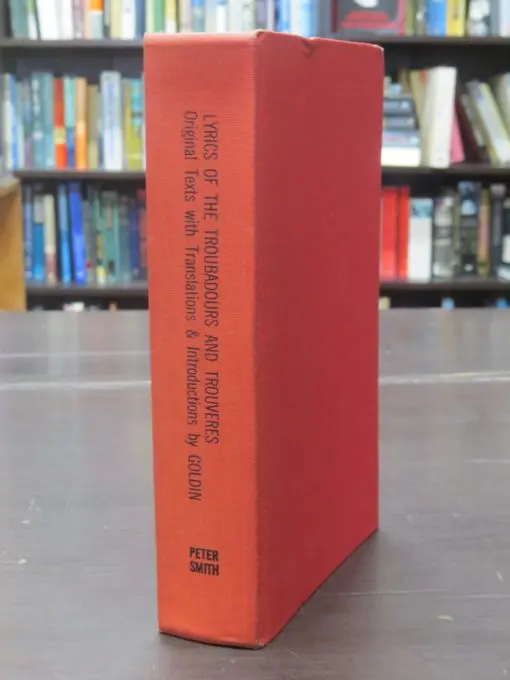 LYRICS OF THE TROUBADOURS AND TROUVERES
Original Texts with Translations & Introductions by GOLDIN
PETER
SMITH